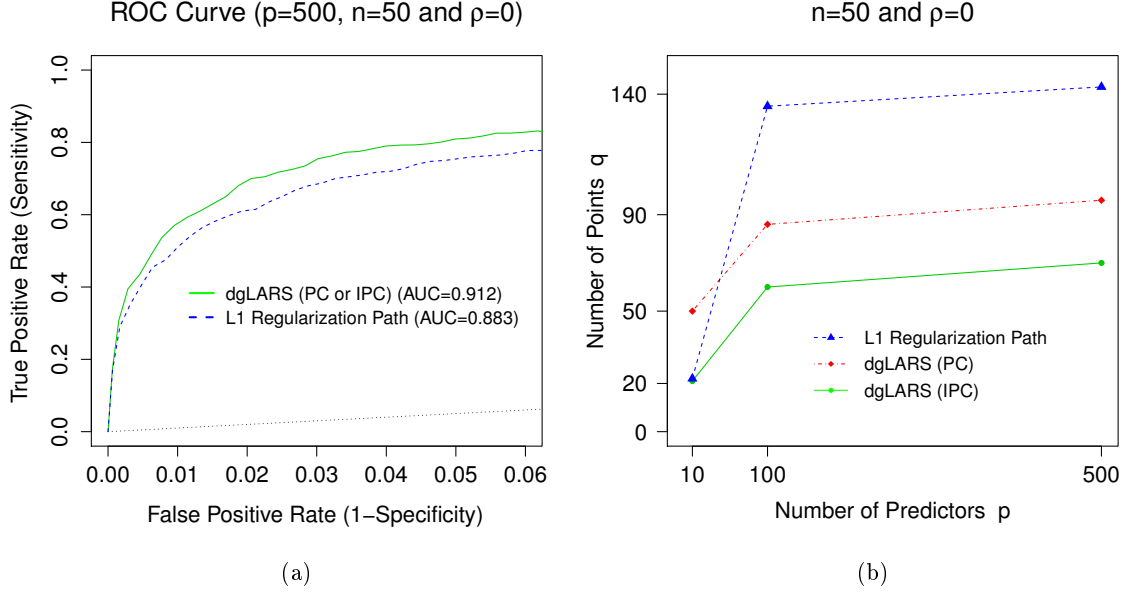 ROC Curve (p=500, n=50 and ρ=0)
True Positive Rate (Sensitivity)
1.0
0.8
0.6
0.4
0.2
0.0
dgLARS (PC or IPC) (AUC=0.912)
L1 Regularization Path (AUC=0.883)
0.00 0.01 0.02 0.03 0.04 0.05 0.06
False Positive Rate (1−Specificity)
(a)
n=50 and ρ=0
Number of Points q
140
90
50
20
0
L1 Regularization Path
dgLARS (PC)
dgLARS (IPC)
10 100 500
Number of Predictors p
(b)